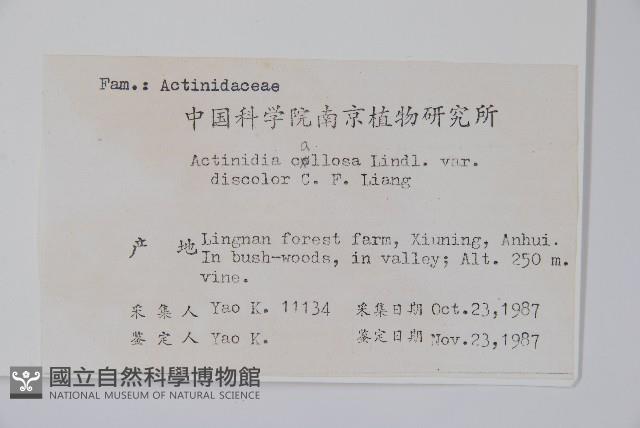 Fam.: Actinidaceae
中国科学院南京植物研究所
Actinidia callosa Lindl. var.
discolor C. F. Liang
产 地 Lingnan forest farm, Xiuning, Anhui.
In bush-woods, in valley; Alt. 250 m.
vine.
采集人 Yao K. 11134 采集日期 Oct.23,1987
鉴定人 Yao K. 鉴定日期 Nov.23,1987
國立自然科學博物館
NATIONAL MUSEUM OF NATURAL SCIENCE